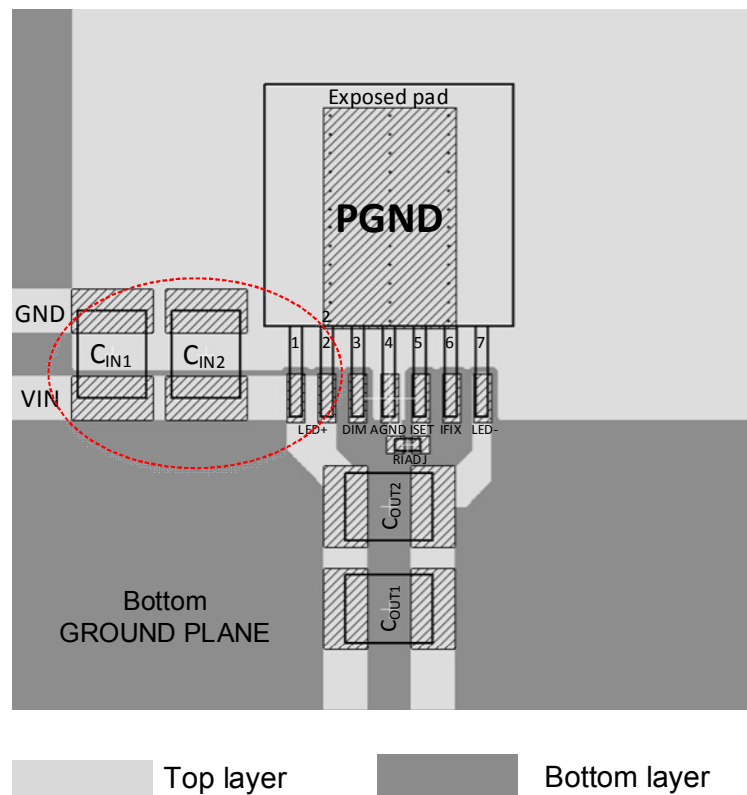 Exposed pad
PGND
2
GND
1 2 3 4 5 6 7
CIN1 CIN2
VIN
LED+ DIM AGND ISET IFIX LED-
RIADJ
COUT2
COUT1
Bottom
GROUND PLANE
Top layer
Bottom layer